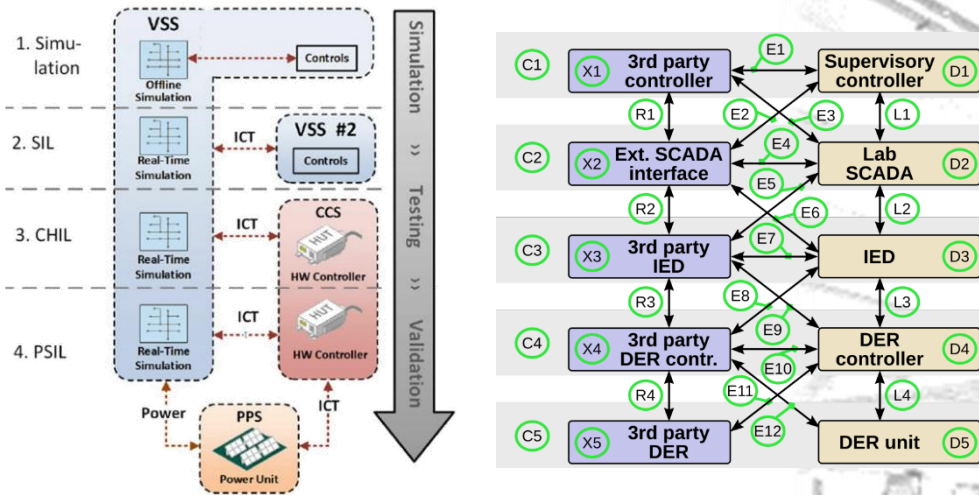 VSS
1. Simu-
lation
Controls
Offline
Simulation
2. SIL
Real-Time
Simulation
ICT
VSS #2
Controls
3. CHIL
Real-Time
Simulation
ICT
CCS
HUT
HW Controller
4. PSIL
Real-Time
Simulation
ICT
HUT
HW Controller
Power
ICT
PPS
Power Unit
Simulation ›› Testing ›› Validation
C1
X1
3rd party
controller
E1
Supervisory
controller
D1
R1
E2
E3
L1
C2
X2
Ext. SCADA
interface
E4
Lab
SCADA
D2
R2
E5
E6
L2
C3
X3
3rd party
IED
E7
IED
D3
R3
E8
E9
L3
C4
X4
3rd party
DER contr.
E10
DER
controller
D4
R4
E11
E12
L4
C5
X5
3rd party
DER
DER unit
D5